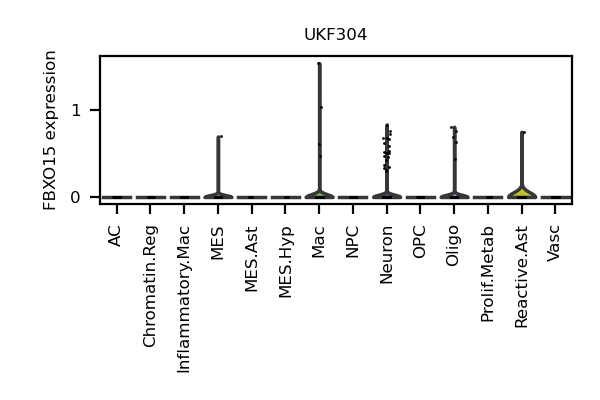 UKF304
FBXO15 expression
1
0
AC
Chromatin.Reg
Inflammatory.Mac
MES
MES.Ast
MES.Hyp
Mac
NPC
Neuron
OPC
Oligo
Prolif.Metab
Reactive.Ast
Vasc